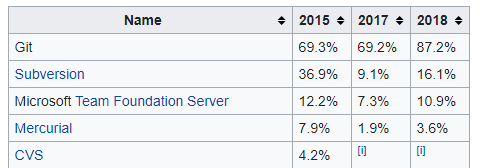 Name 2015 2017 2018
Git 69.3% 69.2% 87.2%
Subversion 36.9% 9.1% 16.1%
Microsoft Team Foundation Server 12.2% 7.3% 10.9%
Mercurial 7.9% 1.9% 3.6%
CVS 4.2% [i] [i]